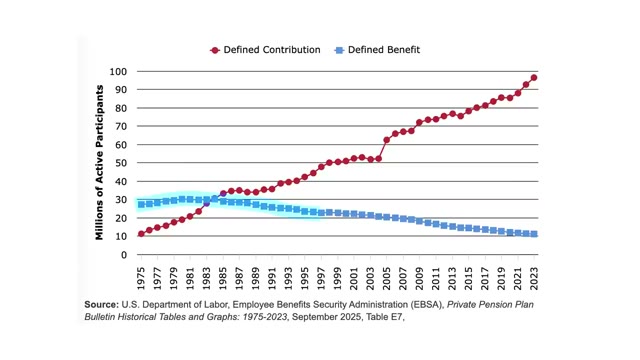 Defined Contribution Defined Benefit
Millions of Active Participants
100
90
80
70
60
50
40
30
20
10
0
1975 1977 1979 1981 1983 1985 1987 1989 1991 1993 1995 1997 1999 2001 2003 2005 2007 2009 2011 2013 2015 2017 2019 2021 2023
Source: U.S. Department of Labor, Employee Benefits Security Administration (EBSA), Private Pension Plan
Bulletin Historical Tables and Graphs: 1975-2023, September 2025, Table E7,